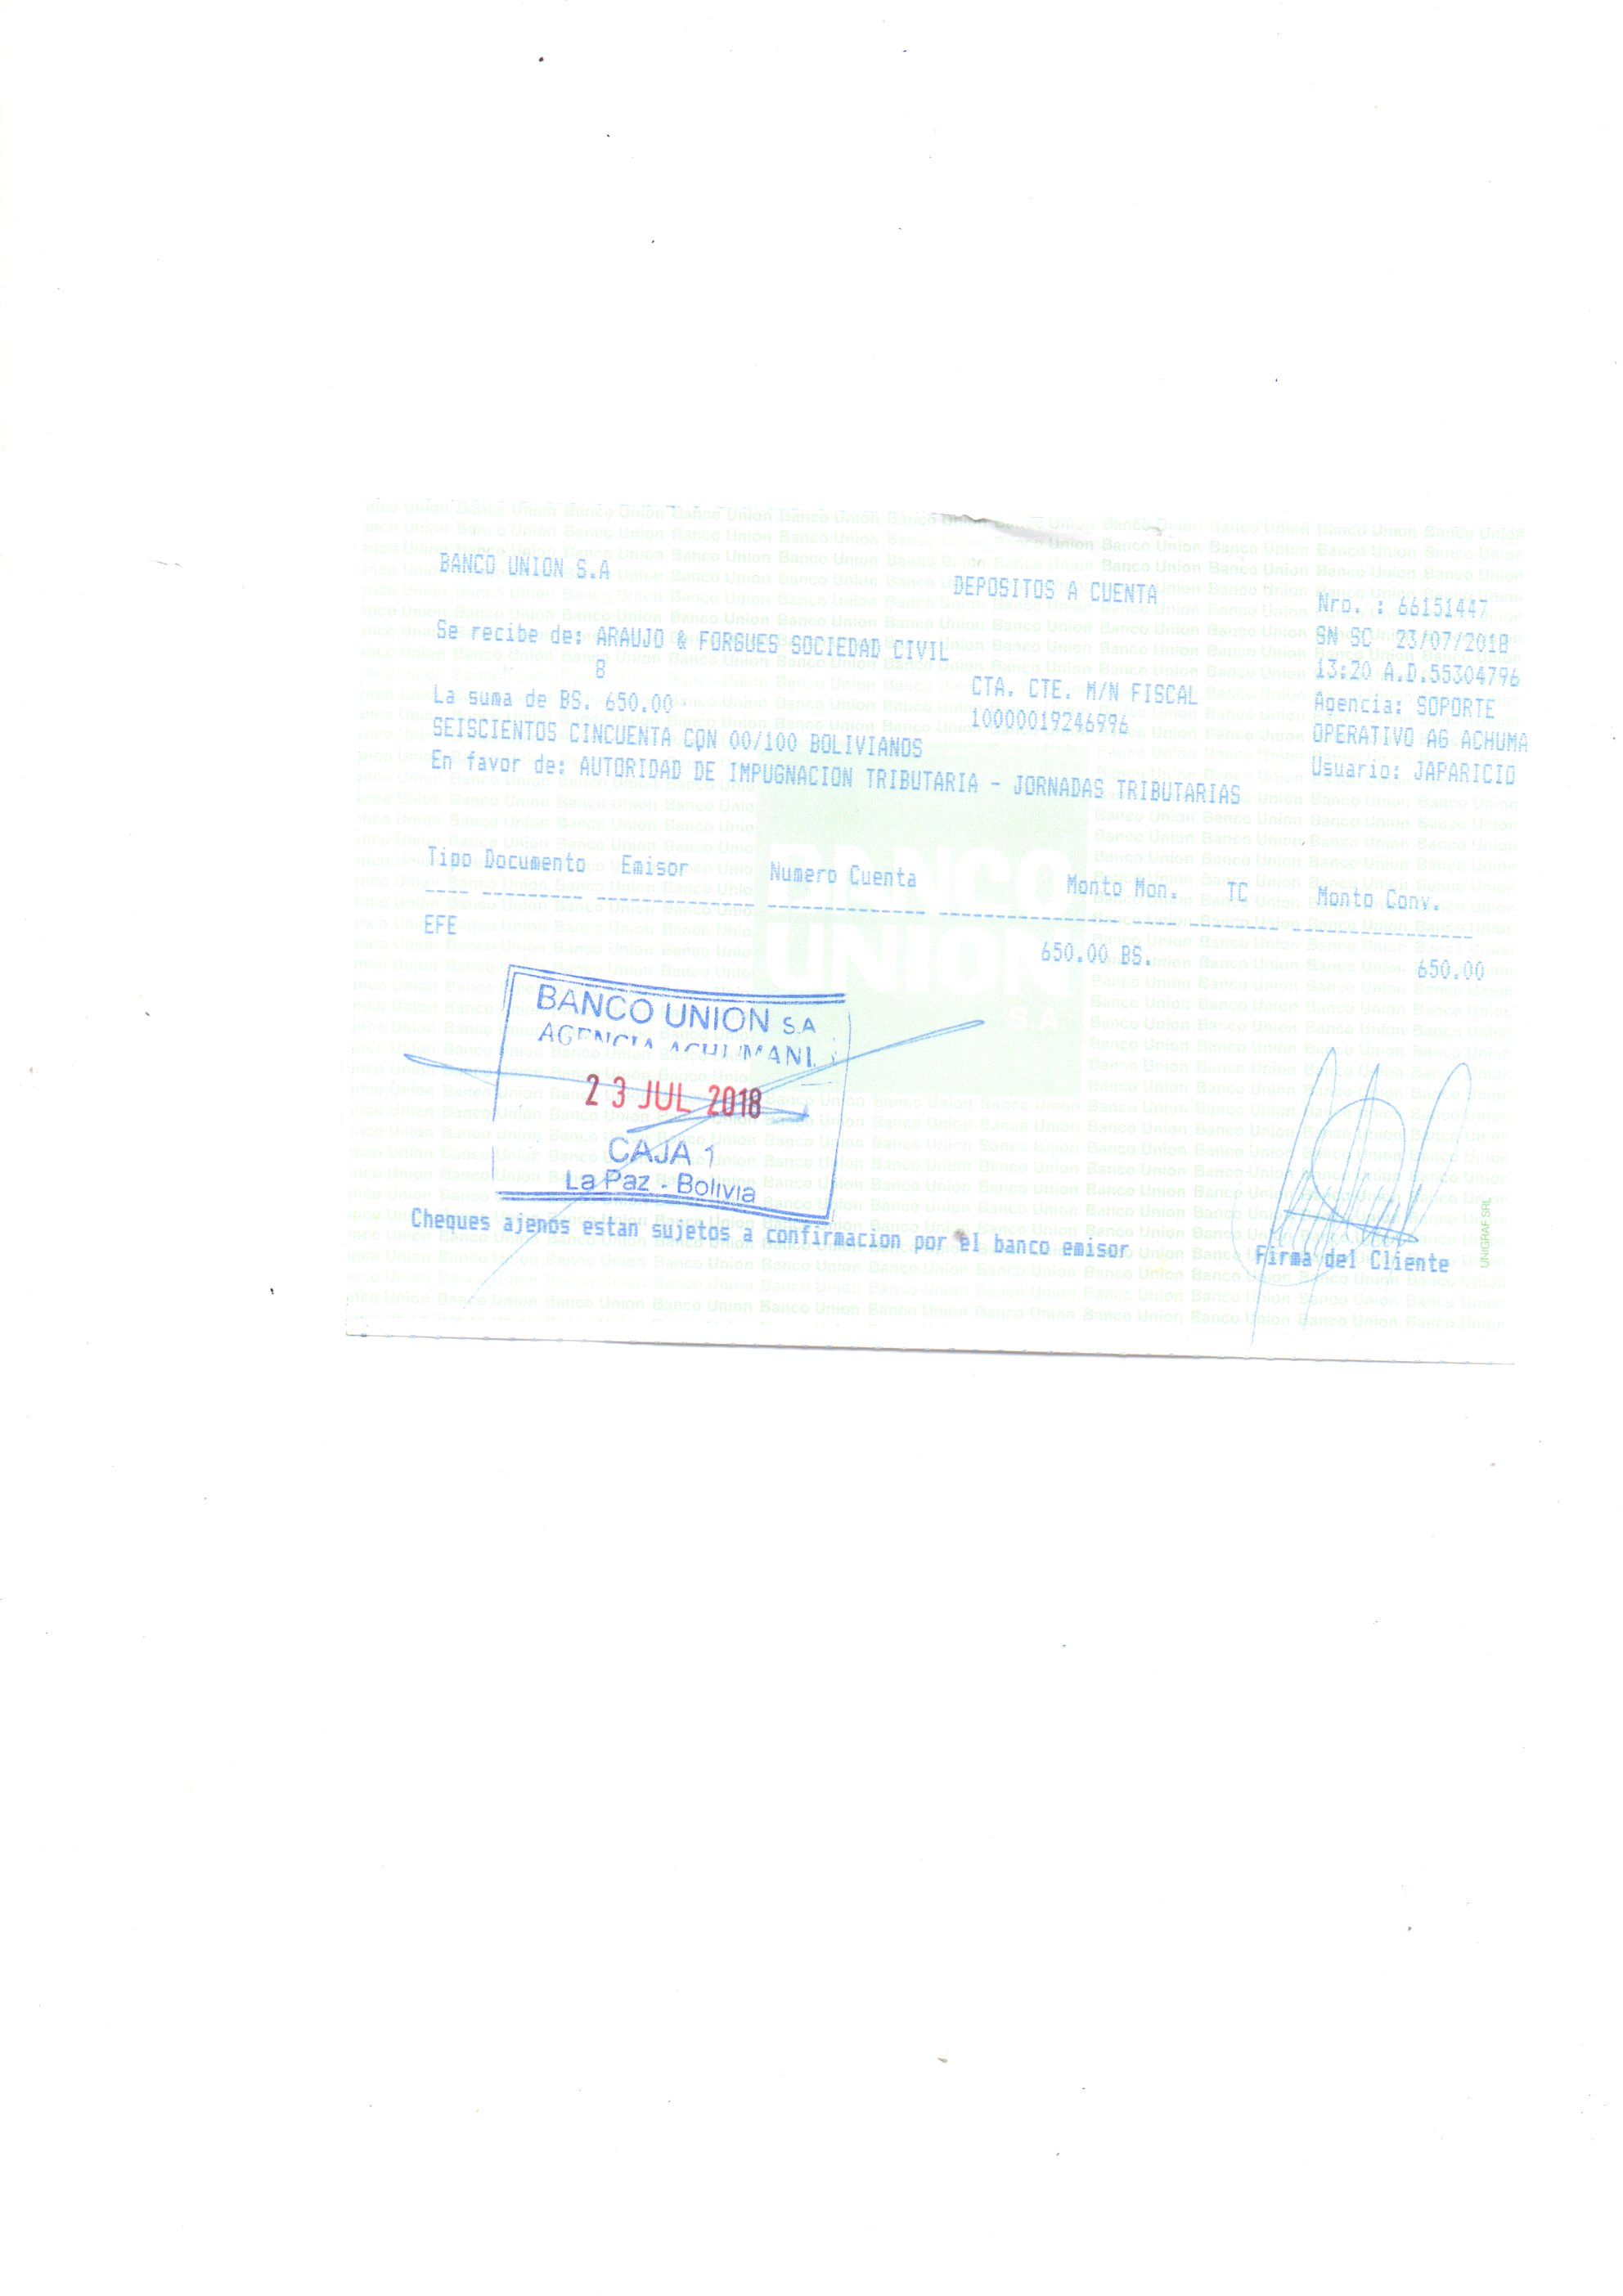 BANCO UNION S.A
DEPOSITOS A CUENTA
Nro. : 66151447
SN SC 23/07/2018
Se recibe de: ARAUJO & FORGUES SOCIEDAD CIVIL
8
13:20 A.D.55304796
La suma de BS. 650.00
CTA. CTE. M/N FISCAL
Agencia: SOPORTE
SEISCIENTOS CINCUENTA CON 00/100 BOLIVIANOS
10000019246996
OPERATIVO AG ACHUMA
En favor de: AUTORIDAD DE IMPUGNACION TRIBUTARIA - JORNADAS TRIBUTARIAS
Usuario: JAPARICIO
Tipo Documento Emisor Numero Cuenta Monto Mon. TC Monto Conv.
EFE 650.00 BS. 650.00
BANCO
UNION
S.A.
BANCO UNION S.A
AGENCIA ACHUMANI
23 JUL 2018
CAJA 1
La Paz - Bolivia
Cheques ajenos estan sujetos a confirmacion por el banco emisor
Firma del Cliente
UNIGRAF SRL